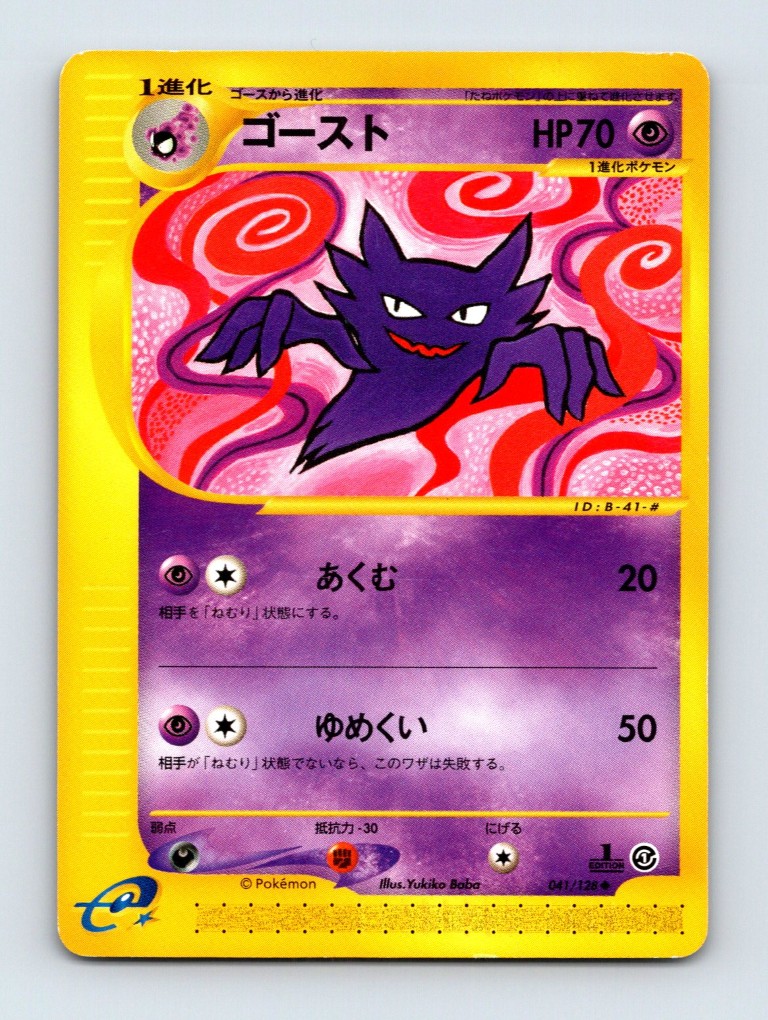 1進化
ゴースから進化
「たねポケモン」の上に重ねて進化させます。
ゴースト
HP70
1進化ポケモン
ID:B-41-#
あくむ 20
相手を「ねむり」状態にする。
ゆめくい 50
相手が「ねむり」状態でないなら、このワザは失敗する。
弱点 抵抗力 -30 にげる
1 EDITION
© Pokémon Illus.Yukiko Baba 041/128
e